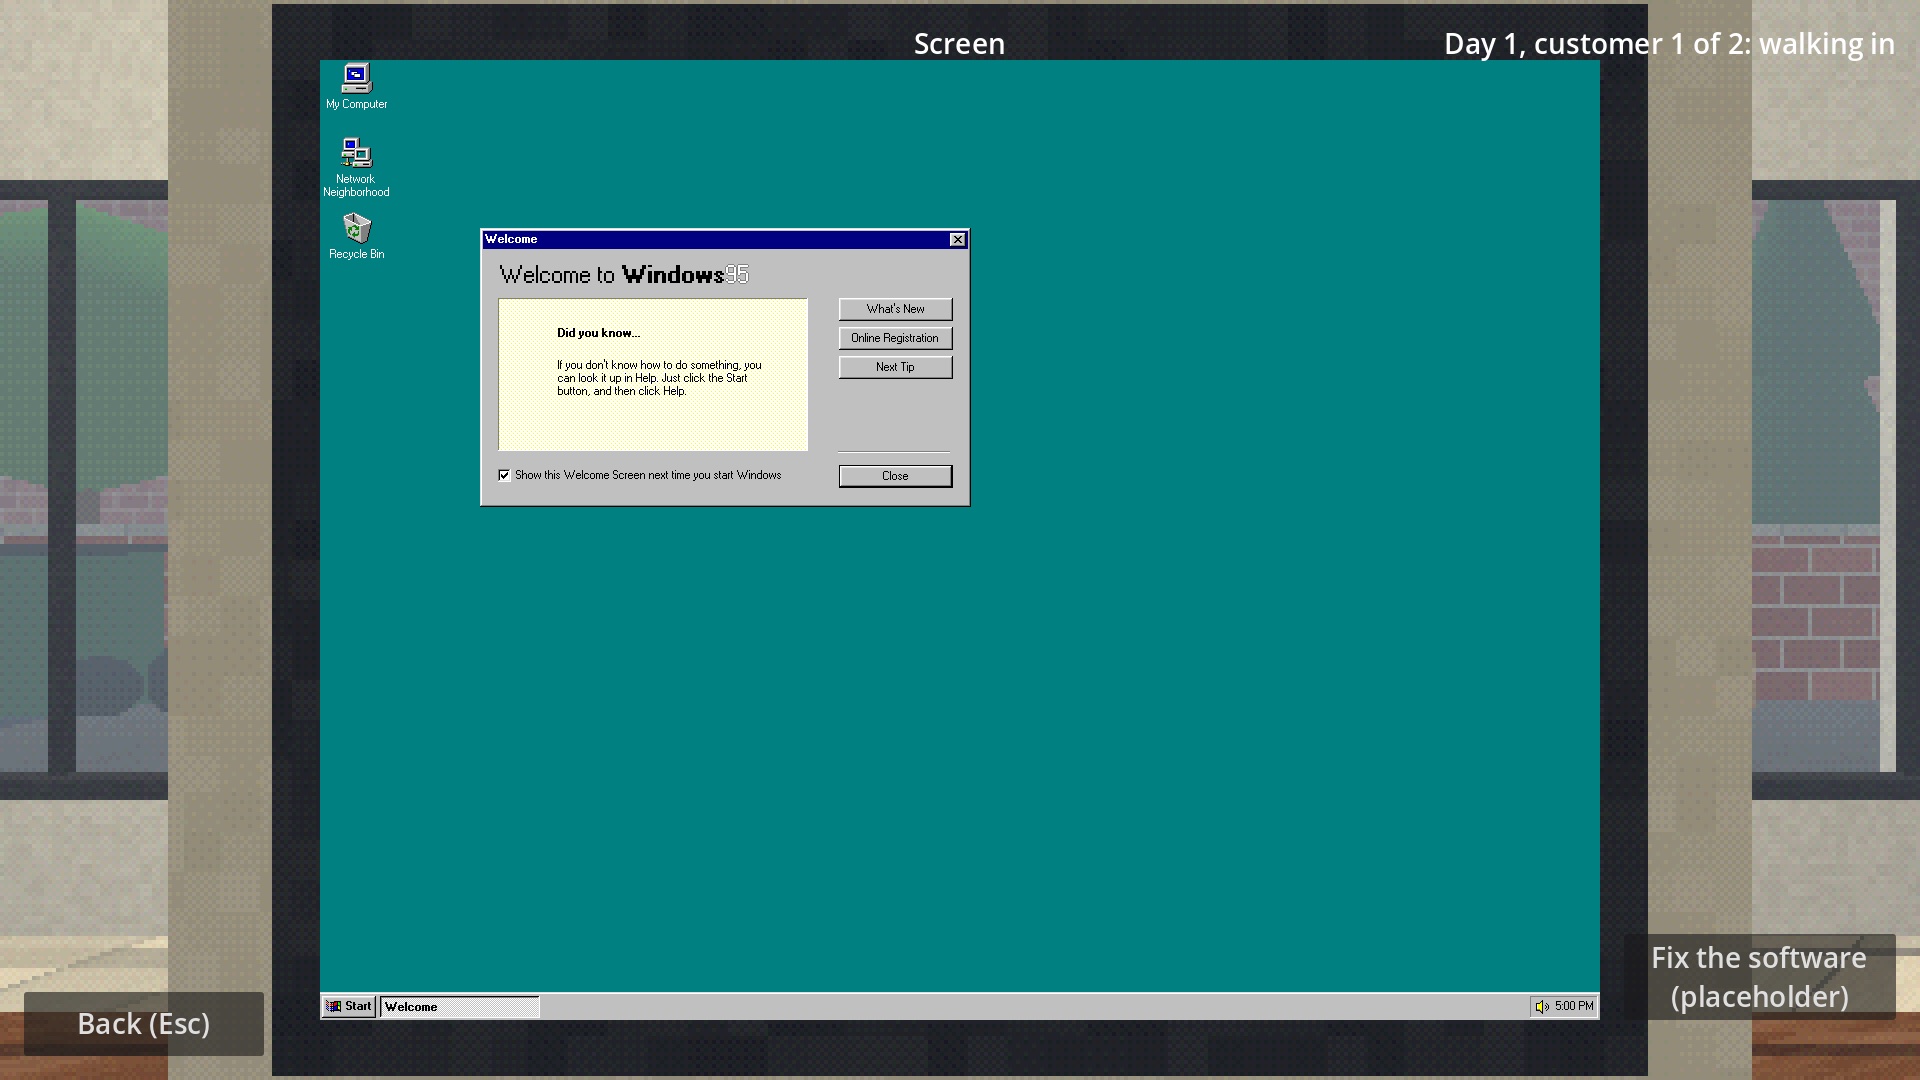 Screen
Day 1, customer 1 of 2: walking in
My Computer
Network
Neighborhood
Recycle Bin
Welcome
Welcome to Windows95
Did you know...
If you don't know how to do something, you
can look it up in Help. Just click the Start
button, and then click Help.
What's New
Online Registration
Next Tip
Show this Welcome Screen next time you start Windows
Close
Fix the software
(placeholder)
Back (Esc)
Start
Welcome
5:00 PM